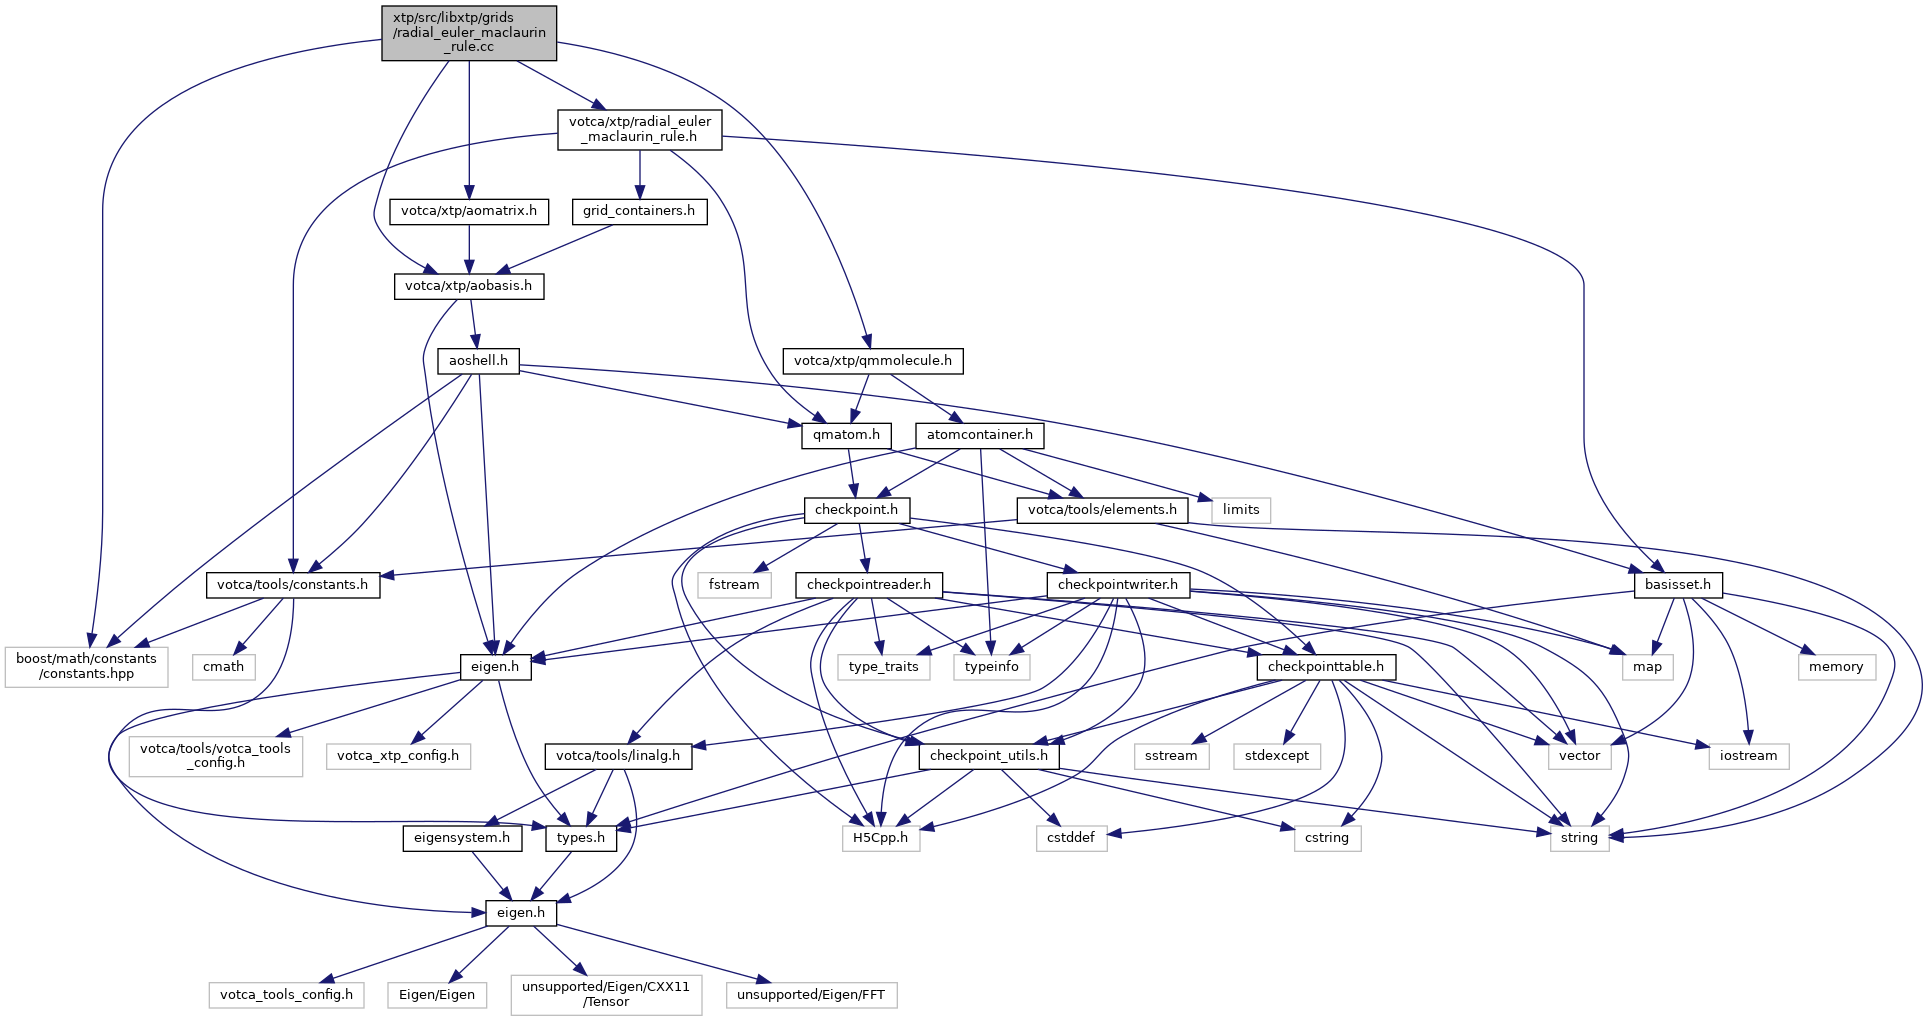 xtp/src/libxtp/grids
/radial_euler_maclaurin
_rule.cc
votca/xtp/radial_euler
_maclaurin_rule.h
votca/xtp/aomatrix.h
grid_containers.h
votca/xtp/aobasis.h
aoshell.h
votca/xtp/qmmolecule.h
qmatom.h
atomcontainer.h
checkpoint.h
votca/tools/elements.h
limits
votca/tools/constants.h
fstream
checkpointreader.h
checkpointwriter.h
basisset.h
boost/math/constants
/constants.hpp
cmath
eigen.h
type_traits
typeinfo
checkpointtable.h
map
memory
votca/tools/votca_tools
_config.h
votca_xtp_config.h
votca/tools/linalg.h
checkpoint_utils.h
sstream
stdexcept
vector
iostream
eigensystem.h
types.h
H5Cpp.h
cstddef
cstring
string
eigen.h
votca_tools_config.h
Eigen/Eigen
unsupported/Eigen/CXX11
/Tensor
unsupported/Eigen/FFT